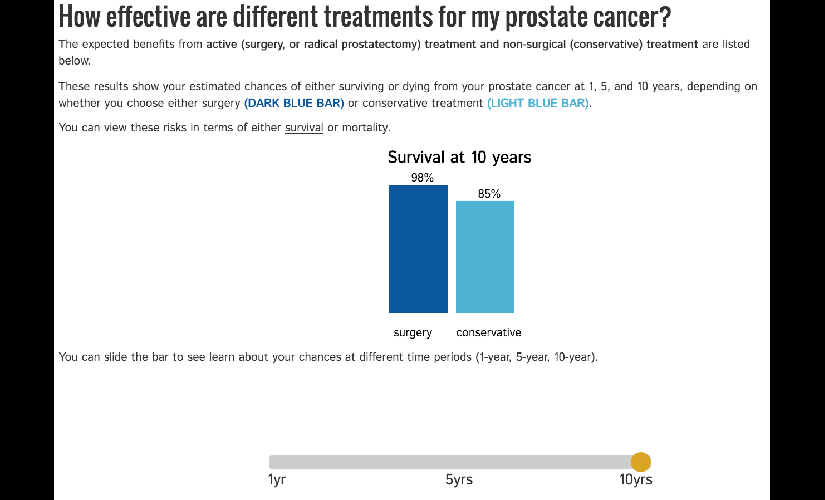 How effective are different treatments for my prostate cancer?
The expected benefits from active (surgery, or radical prostatectomy) treatment and non-surgical (conservative) treatment are listed
below.
These results show your estimated chances of either surviving or dying from your prostate cancer at 1, 5, and 10 years, depending on
whether you choose either surgery (DARK BLUE BAR) or conservative treatment (LIGHT BLUE BAR).
You can view these risks in terms of either survival or mortality.
Survival at 10 years
98%
85%
surgery
conservative
You can slide the bar to see learn about your chances at different time periods (1-year, 5-year, 10-year).
1yr
5yrs
10yrs